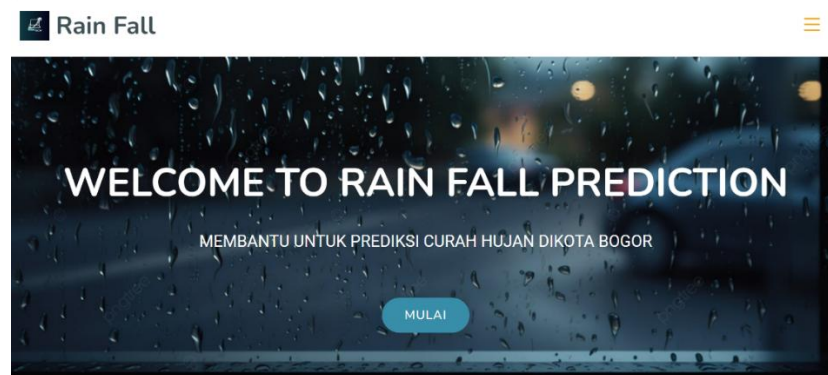 Rain Fall
WELCOME TO RAIN FALL PREDICTION
MEMBANTU UNTUK PREDIKSI CURAH HUJAN DIKOTA BOGOR
MULAI